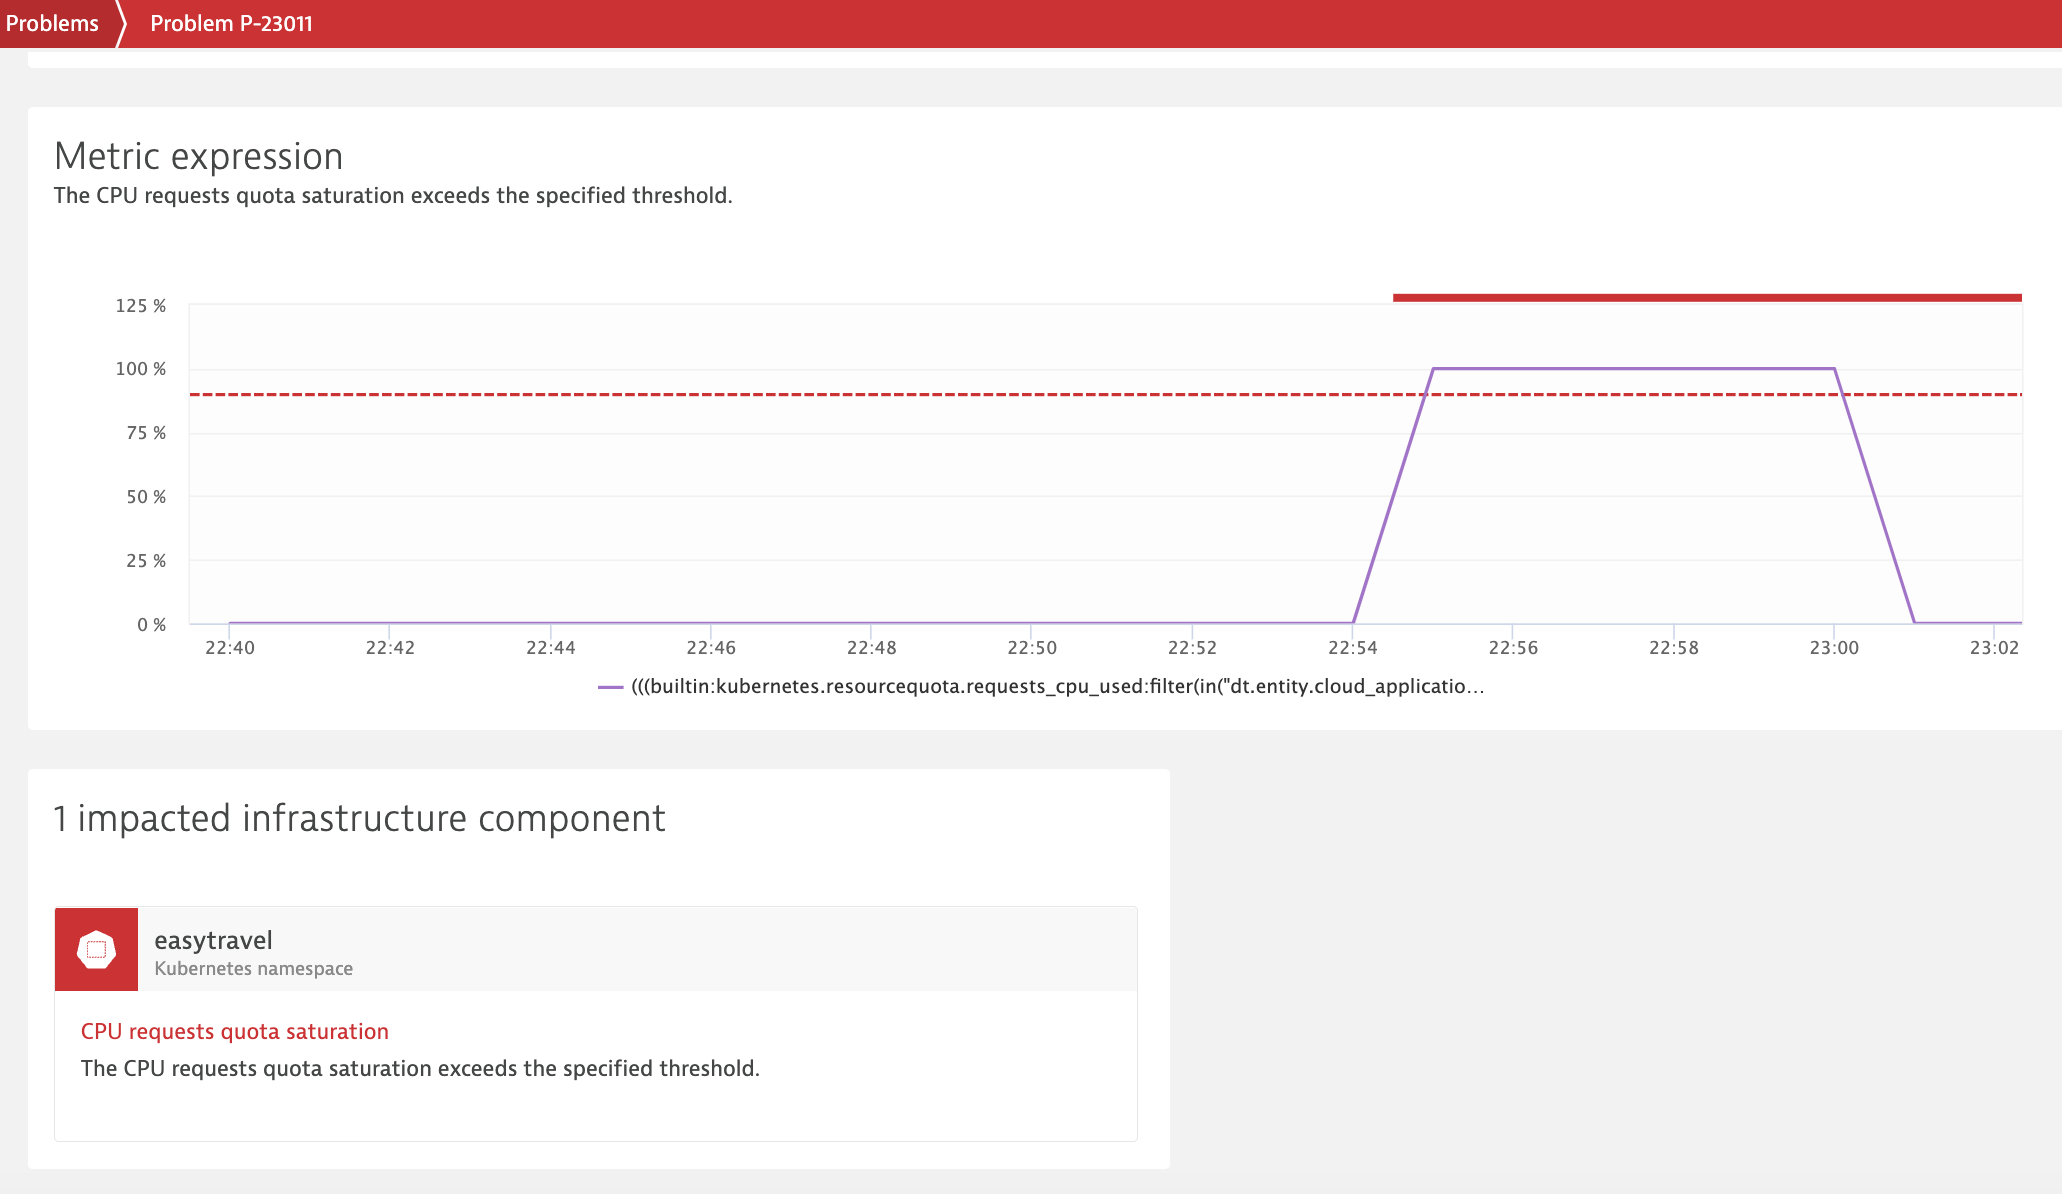 Problems
Problem P-23011
Metric expression
The CPU requests quota saturation exceeds the specified threshold.
125 %
100 %
75 %
50 %
25 %
0 %
22:40 22:42 22:44 22:46 22:48 22:50 22:52 22:54 22:56 22:58 23:00 23:02
(((builtin:kubernetes.resourcequota.requests_cpu_used:filter(in("dt.entity.cloud_applicatio…
1 impacted infrastructure component
easytravel
Kubernetes namespace
CPU requests quota saturation
The CPU requests quota saturation exceeds the specified threshold.